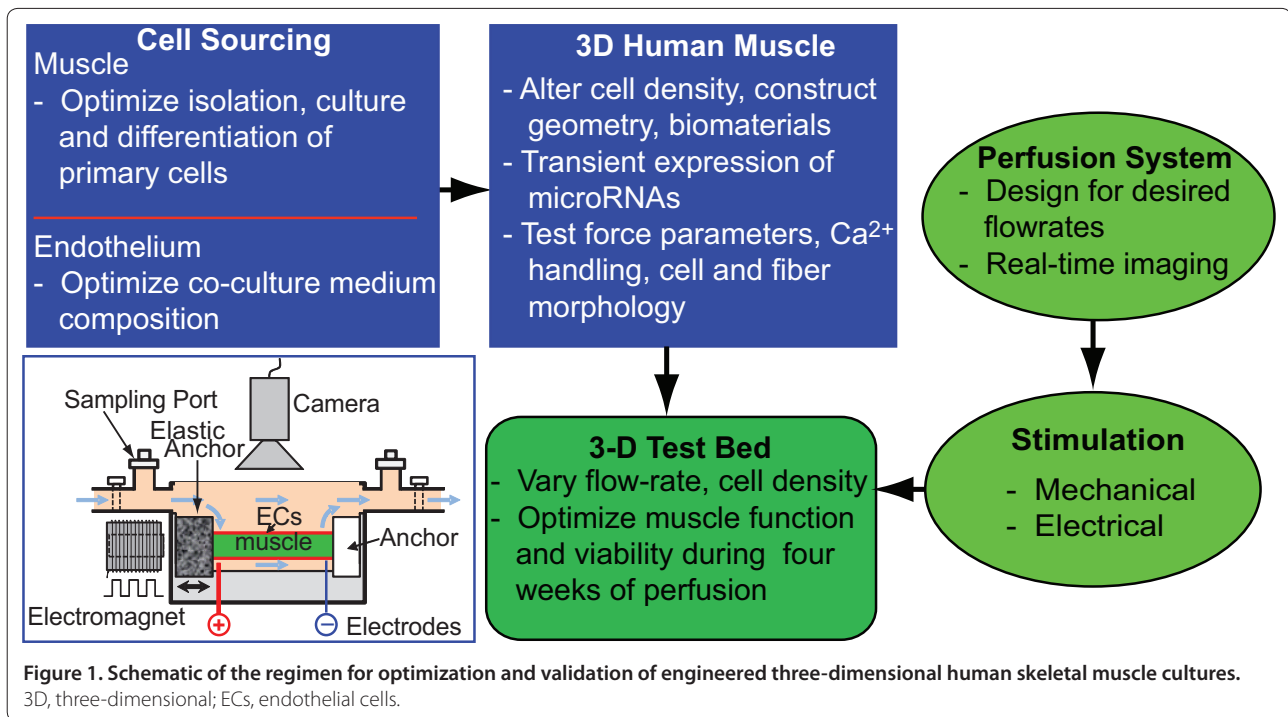 Cell Sourcing
Muscle
- Optimize isolation, culture
and differentiation of
primary cells
Endothelium
- Optimize co-culture medium
composition
3D Human Muscle
- Alter cell density, construct
geometry, biomaterials
- Transient expression of
microRNAs
- Test force parameters, Ca²⁺
handling, cell and fiber
morphology
Perfusion System
- Design for desired
flowrates
- Real-time imaging
Sampling Port
Elastic
Anchor
Camera
ECs
muscle
Anchor
Electromagnet
+
−
Electrodes
3-D Test Bed
- Vary flow-rate, cell density
- Optimize muscle function
and viability during four
weeks of perfusion
Stimulation
- Mechanical
- Electrical
Figure 1. Schematic of the regimen for optimization and validation of engineered three-dimensional human skeletal muscle cultures.
3D, three-dimensional; ECs, endothelial cells.